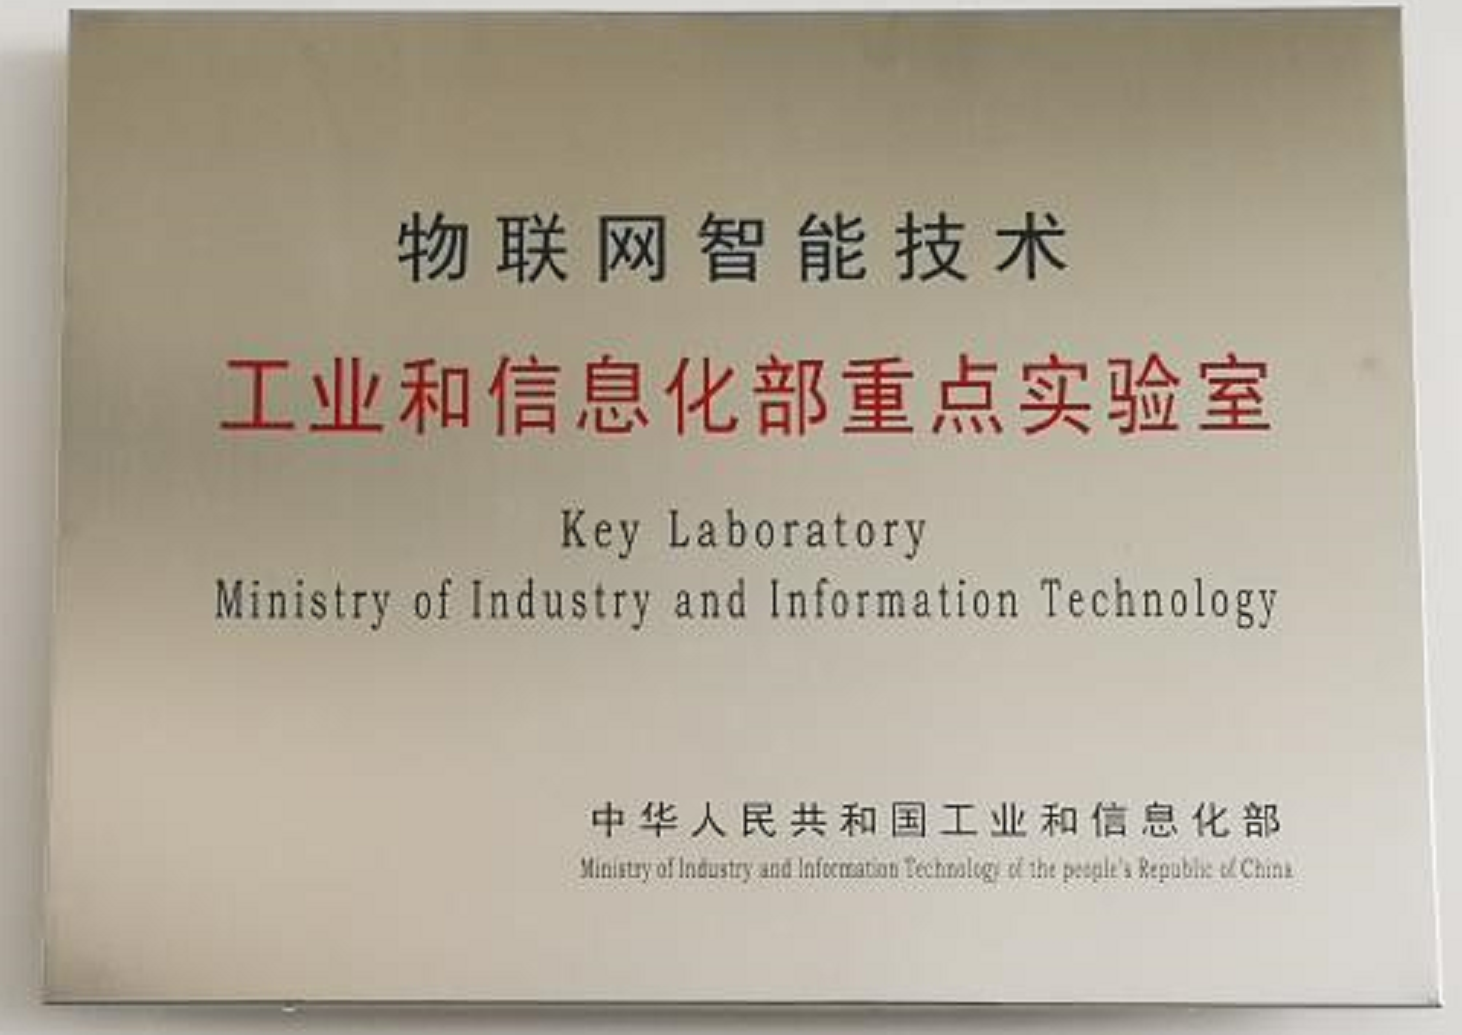 物联网智能技术
工业和信息化部重点实验室
Key Laboratory
Ministry of Industry and Information Technology
中华人民共和国工业和信息化部
Ministry of Industry and Information Technology of the people's Republic of China